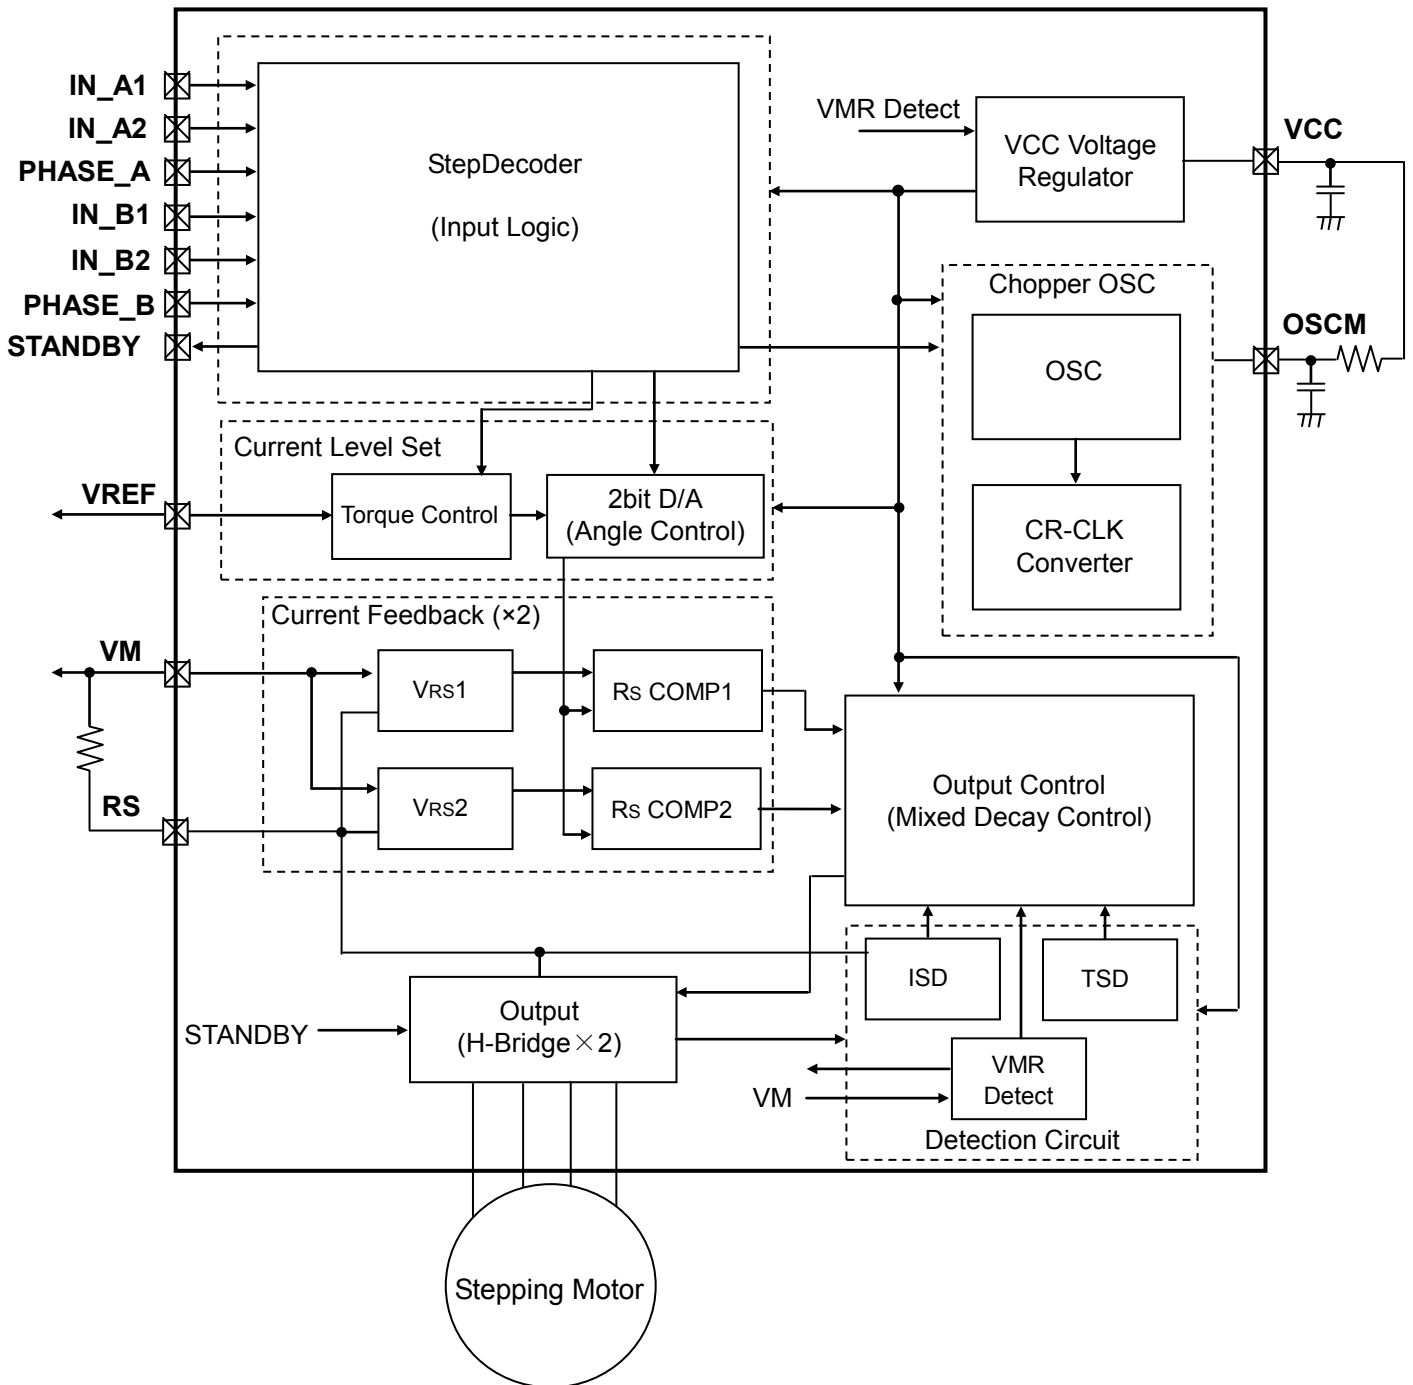 IN_A1
IN_A2
PHASE_A
IN_B1
IN_B2
PHASE_B
STANDBY
StepDecoder
(Input Logic)
VMR Detect
VCC Voltage
Regulator
VCC
Chopper OSC
OSC
CR-CLK
Converter
OSCM
Current Level Set
VREF
Torque Control
2bit D/A
(Angle Control)
Current Feedback (×2)
VM
VRS1
RS COMP1
VRS2
RS COMP2
RS
Output Control
(Mixed Decay Control)
ISD
TSD
STANDBY
Output
(H-Bridge×2)
VMR
Detect
VM
Detection Circuit
Stepping Motor